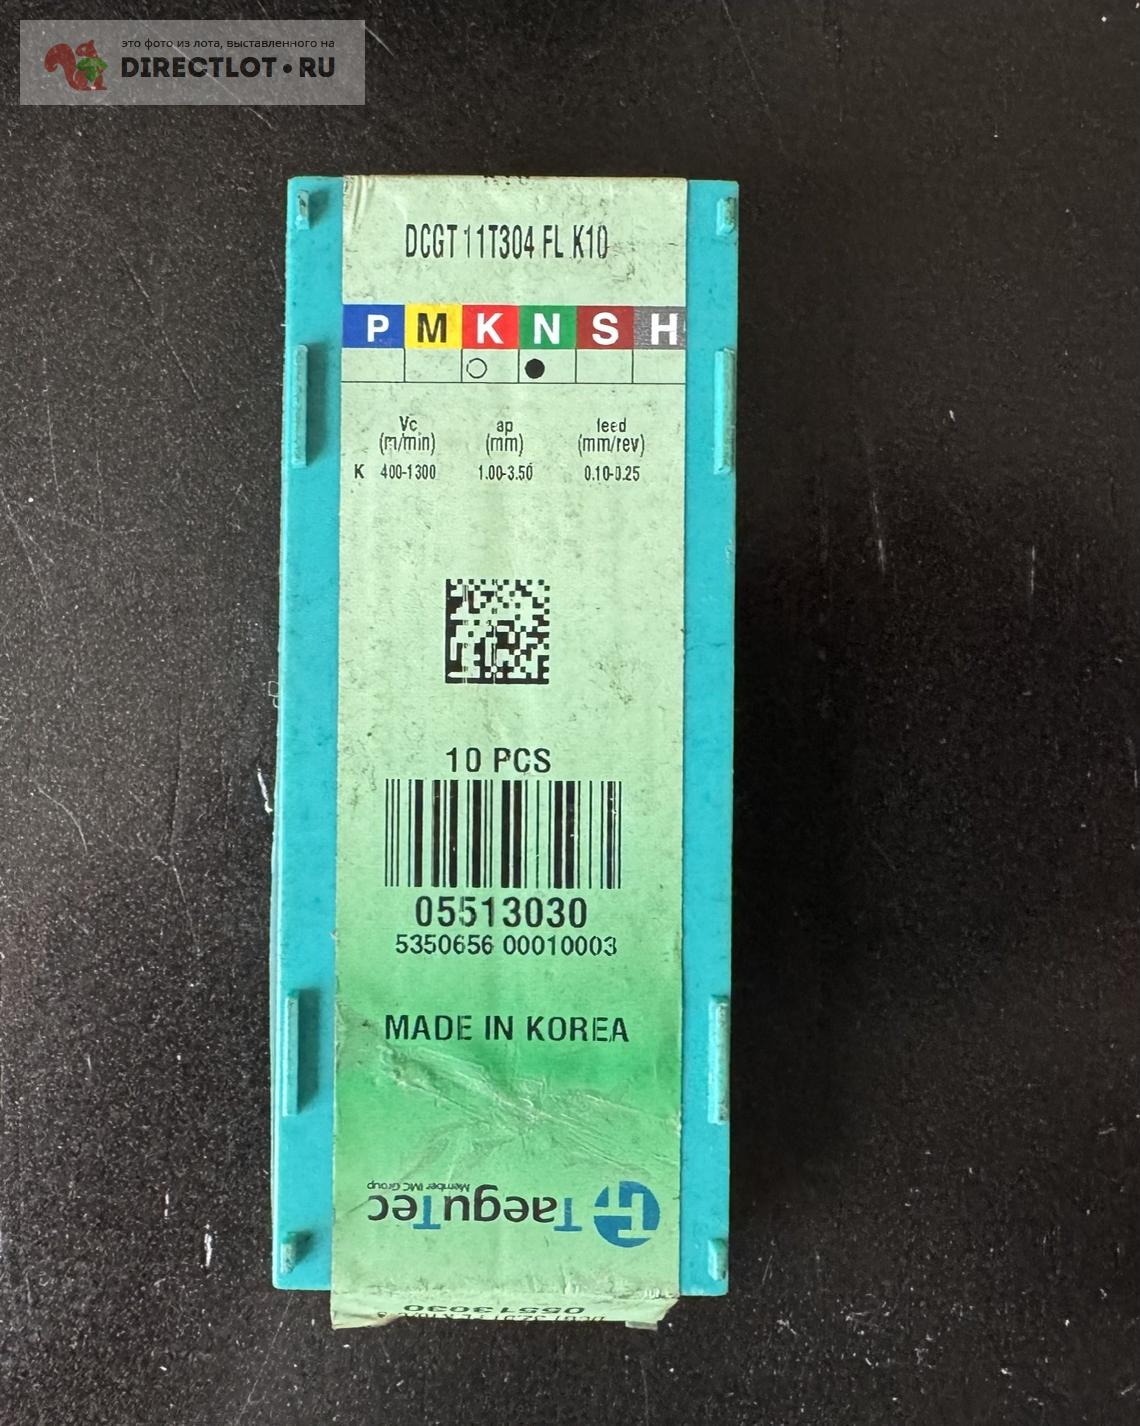 это фото из лота, выставленного на
DIRECTLOT•RU
DCGT 11T304 FL K10
P M K N S H
Vc ap feed
(m/min) (mm) (mm/rev)
K 400-1300 1.00-3.50 0.10-0.25
10 PCS
05513030
5350656 00010003
MADE IN KOREA
TaeguTec
Member IMC Group
05513030